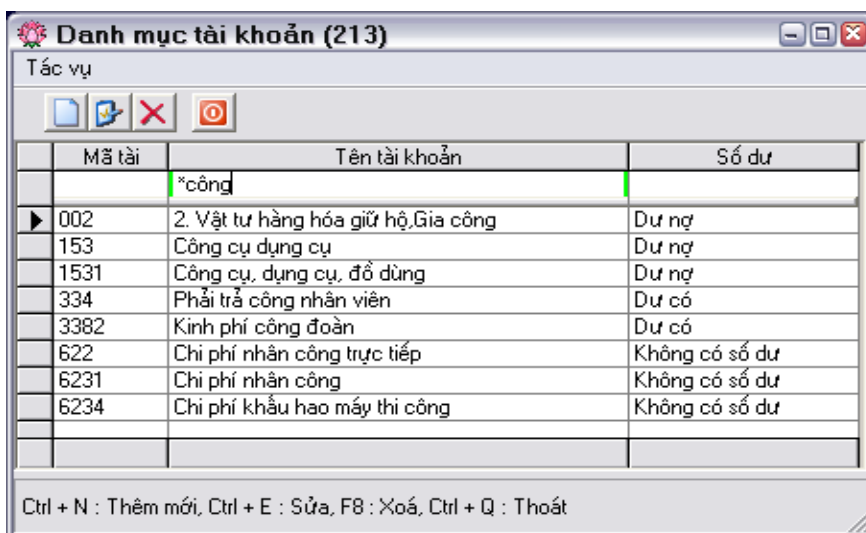 Danh mục tài khoản (213)
Tác vụ
Mã tài Tên tài khoản Số dư
*công
002 2. Vật tư hàng hóa giữ hộ,Gia công Dư nợ
153 Công cụ dụng cụ Dư nợ
1531 Công cụ, dụng cụ, đồ dùng Dư nợ
334 Phải trả công nhân viên Dư có
3382 Kinh phí công đoàn Dư có
622 Chi phí nhân công trực tiếp Không có số dư
6231 Chi phí nhân công Không có số dư
6234 Chi phí khấu hao máy thi công Không có số dư
Ctrl + N : Thêm mới, Ctrl + E : Sửa, F8 : Xoá, Ctrl + Q : Thoát